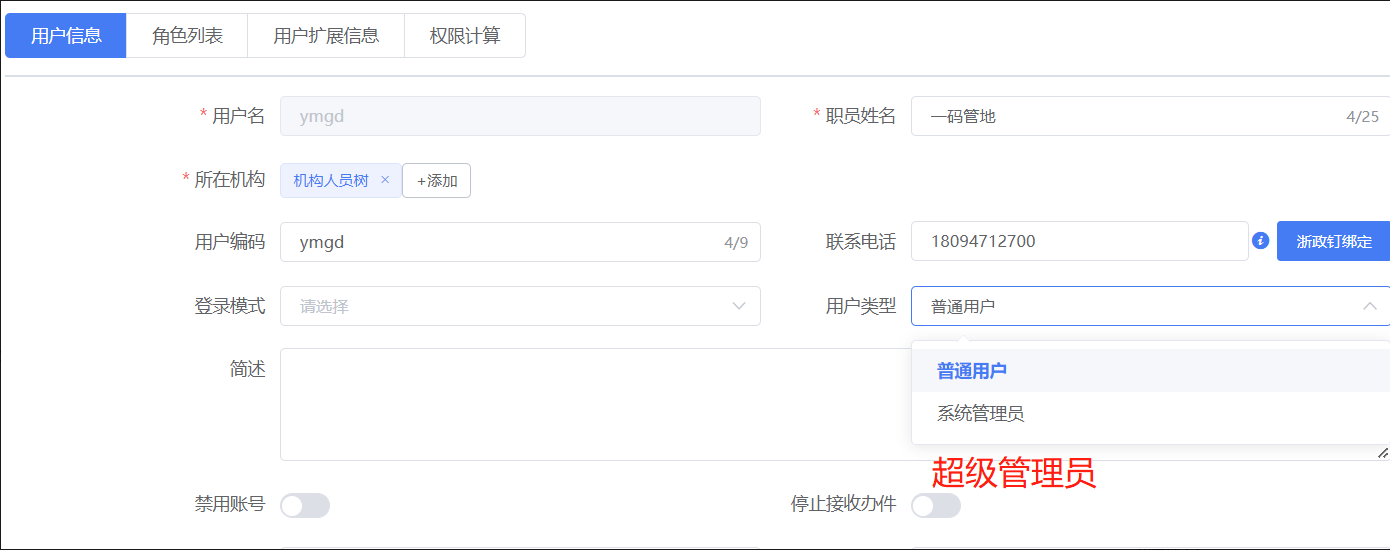 用户信息 角色列表 用户扩展信息 权限计算
* 用户名 ymgd * 职员姓名 一码管地 4/25
* 所在机构 机构人员树 × +添加
用户编码 ymgd 4/9 联系电话 18094712700 i 浙政钉绑定
登录模式 请选择 用户类型 普通用户
简述
普通用户
系统管理员
超级管理员
禁用账号 停止接收办件